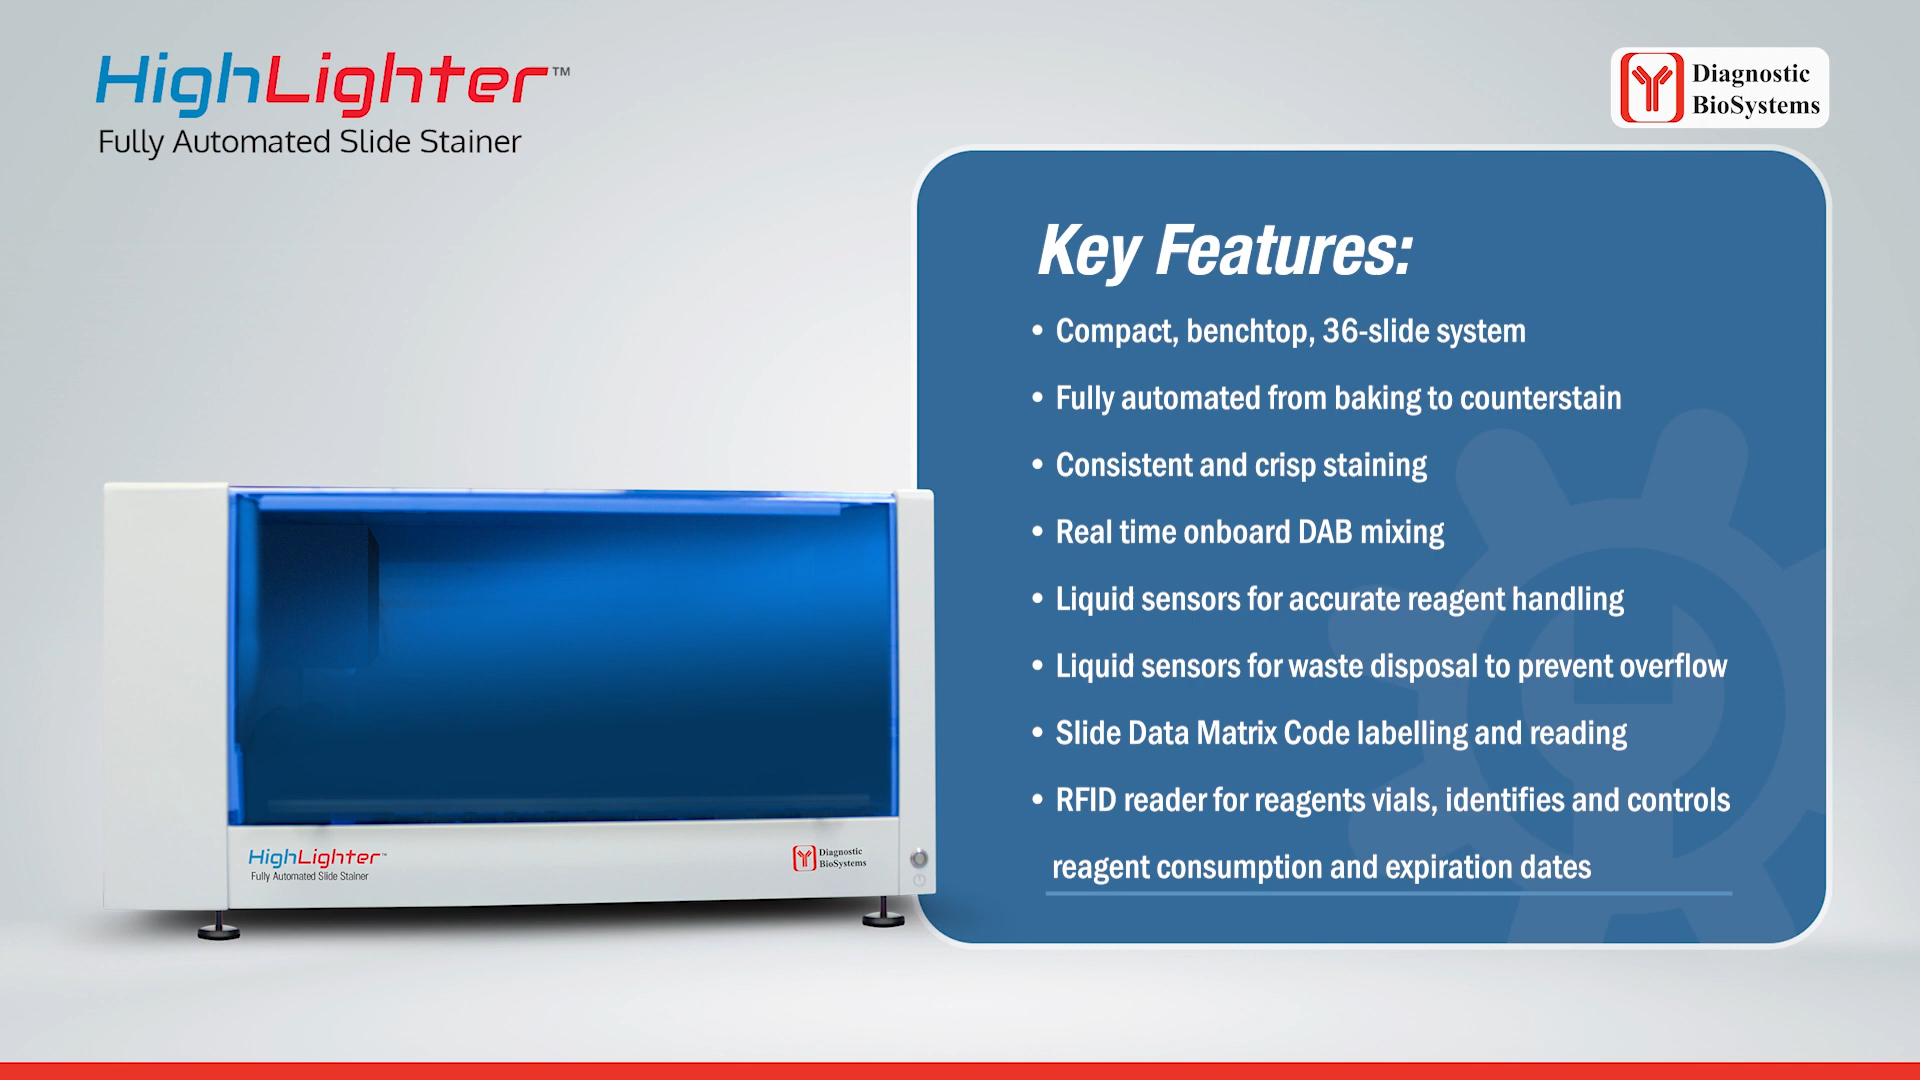 HighLighter™
Fully Automated Slide Stainer
Diagnostic
BioSystems
Key Features:
• Compact, benchtop, 36-slide system
• Fully automated from baking to counterstain
• Consistent and crisp staining
• Real time onboard DAB mixing
• Liquid sensors for accurate reagent handling
• Liquid sensors for waste disposal to prevent overflow
• Slide Data Matrix Code labelling and reading
• RFID reader for reagents vials, identifies and controls
reagent consumption and expiration dates
HighLighter™
Fully Automated Slide Stainer
Diagnostic
BioSystems